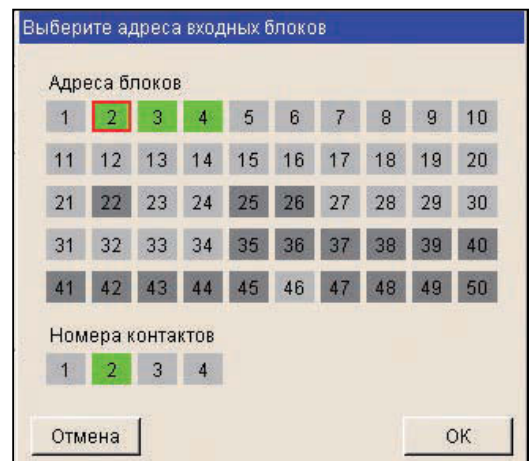 Выберите адреса входных блоков
Адреса блоков
1 2 3 4 5 6 7 8 9 10
11 12 13 14 15 16 17 18 19 20
21 22 23 24 25 26 27 28 29 30
31 32 33 34 35 36 37 38 39 40
41 42 43 44 45 46 47 48 49 50
Номера контактов
1 2 3 4
Отмена OK